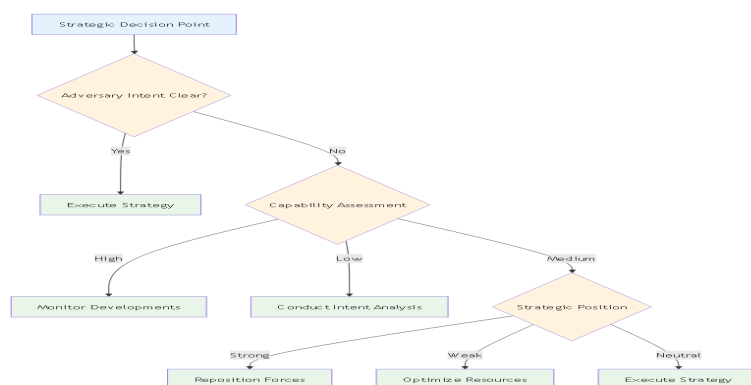 Strategic Decision Point
Adversary Intent Clear?
Yes
No
Execute Strategy
Capability Assessment
High
Low
Medium
Monitor Developments
Conduct Intent Analysis
Strategic Position
Strong
Weak
Neutral
Reposition Forces
Optimize Resources
Execute Strategy